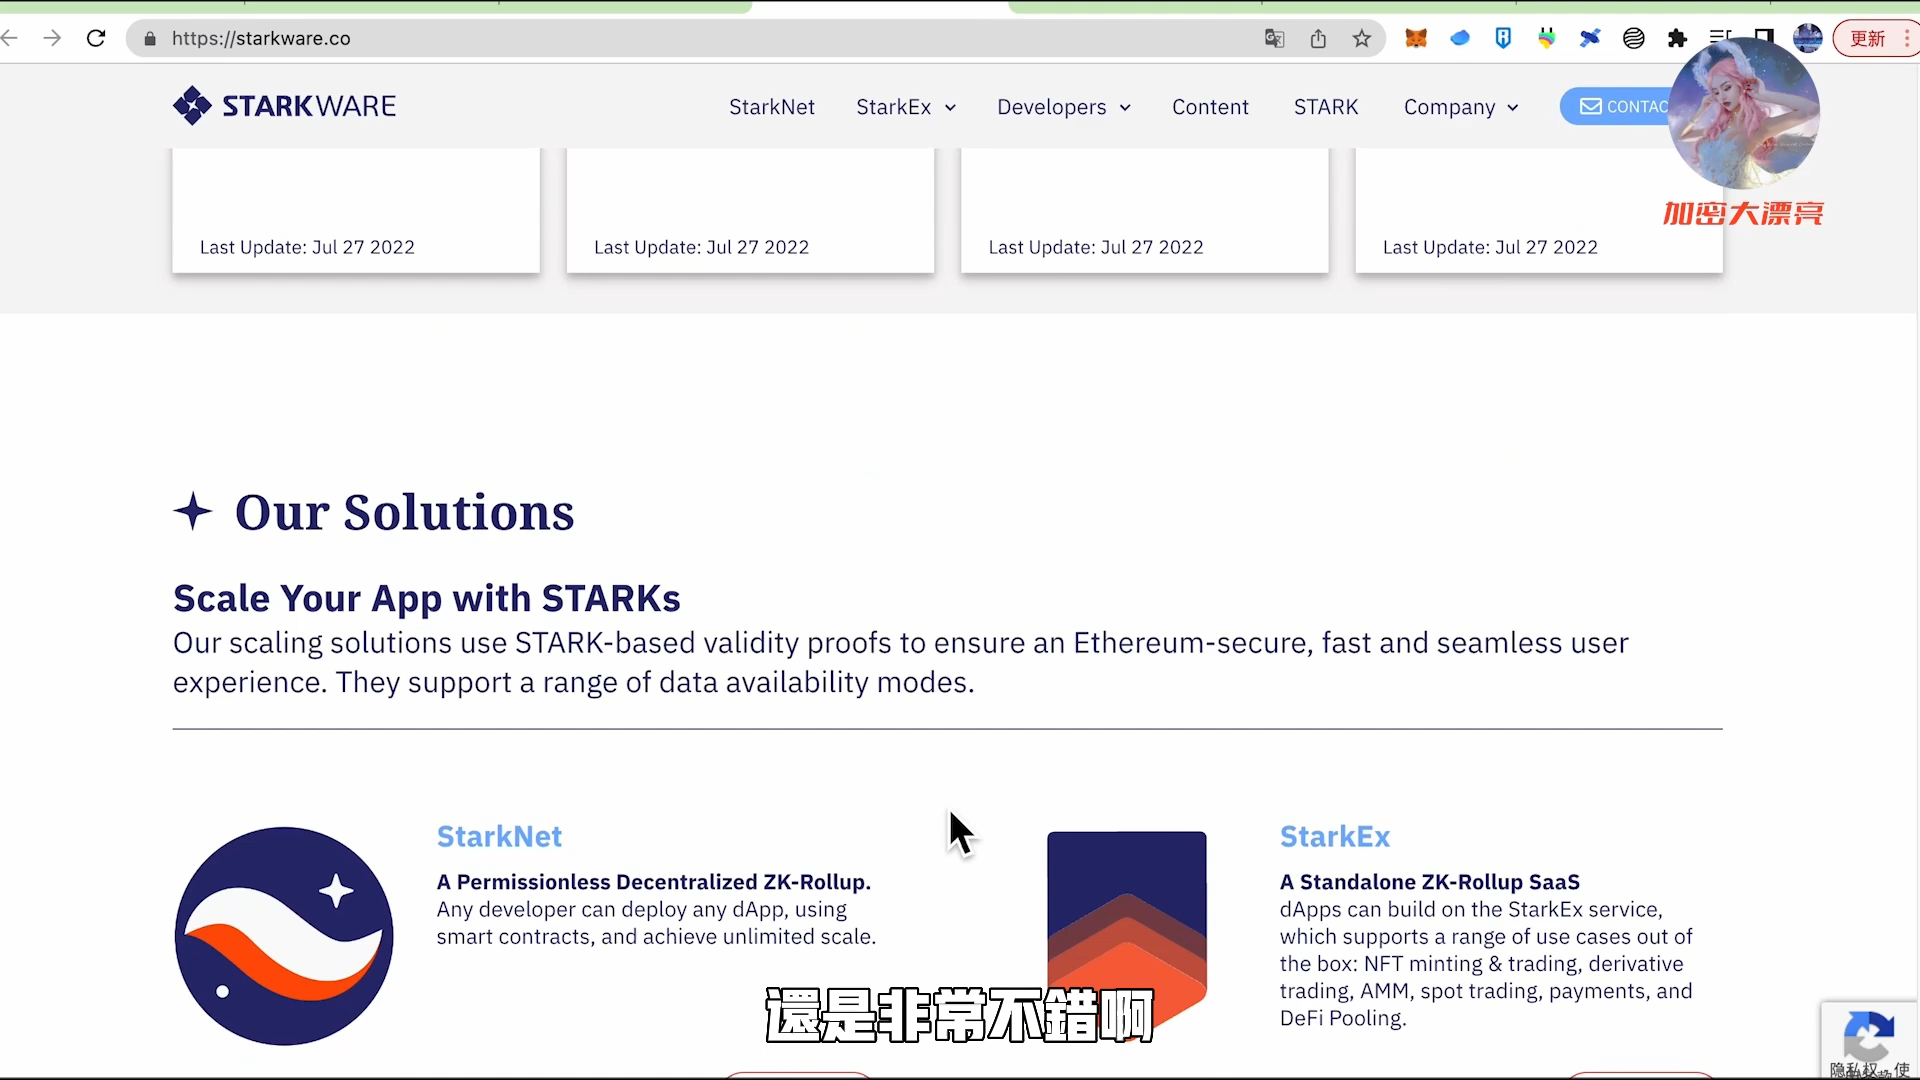 https://starkware.co
更新
STARKWARE
StarkNet
StarkEx
Developers
Content
STARK
Company
CONTAC
加密大漂亮
Last Update: Jul 27 2022
Last Update: Jul 27 2022
Last Update: Jul 27 2022
Last Update: Jul 27 2022
Our Solutions
Scale Your App with STARKs
Our scaling solutions use STARK-based validity proofs to ensure an Ethereum-secure, fast and seamless user
experience. They support a range of data availability modes.
StarkNet
A Permissionless Decentralized ZK-Rollup.
Any developer can deploy any dApp, using
smart contracts, and achieve unlimited scale.
StarkEx
A Standalone ZK-Rollup SaaS
dApps can build on the StarkEx service,
which supports a range of use cases out of
the box: NFT minting & trading, derivative
trading, AMM, spot trading, payments, and
DeFi Pooling.
還是非常不錯啊